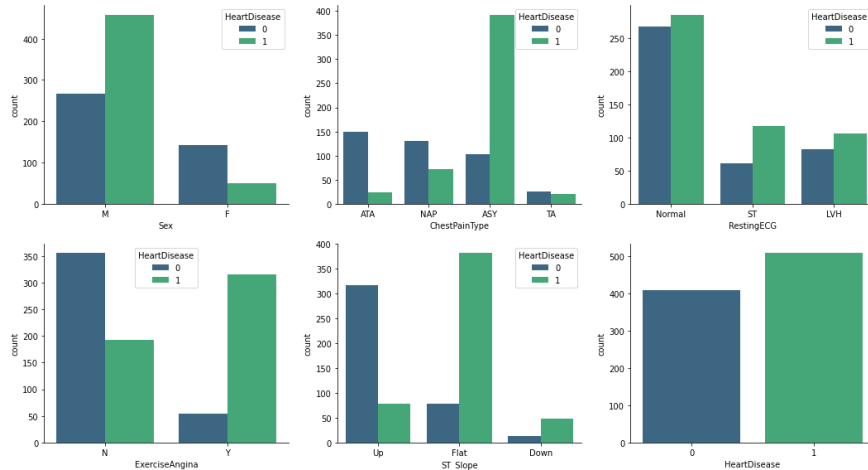 HeartDisease
0
1
400
300
200
100
0
count
M F
Sex
HeartDisease
0
1
400
350
300
250
200
150
100
50
0
count
ATA NAP ASY TA
ChestPainType
HeartDisease
0
1
250
200
150
100
50
0
count
Normal ST LVH
RestingECG
HeartDisease
0
1
350
300
250
200
150
100
50
0
count
N Y
ExerciseAngina
HeartDisease
0
1
400
350
300
250
200
150
100
50
0
count
Up Flat Down
ST_Slope
500
400
300
200
100
0
count
0 1
HeartDisease